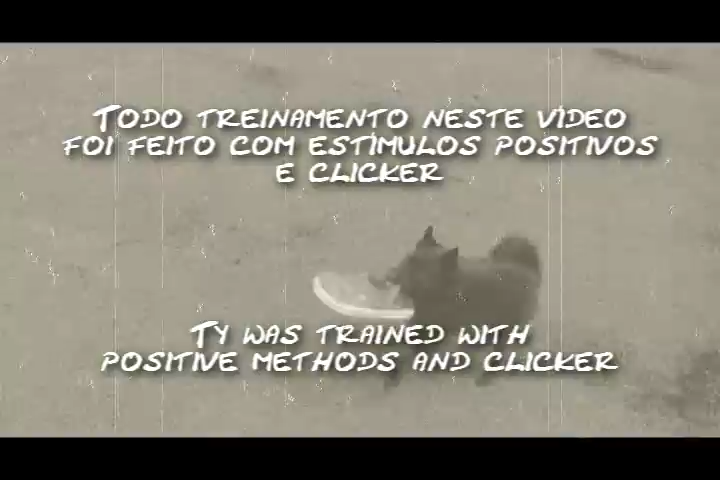 Todo treinamento neste vídeo
foi feito com estímulos positivos
e clicker
Ty was trained with
positive methods and clicker